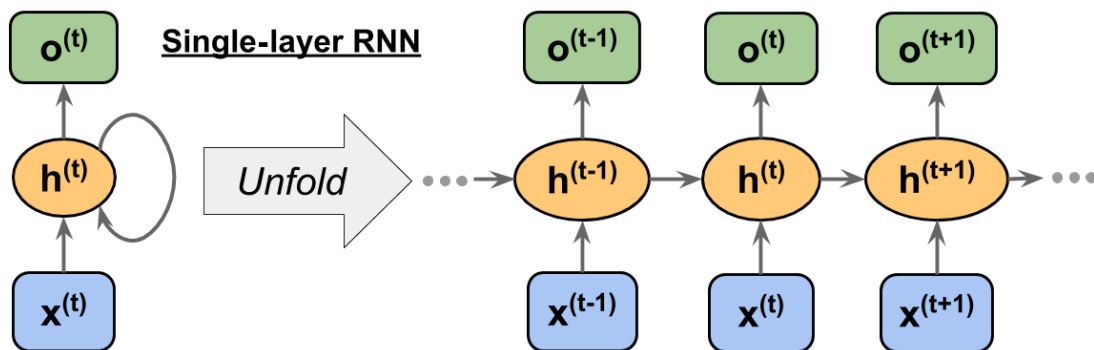 Single-layer RNN
o^(t)
h^(t)
x^(t)
Unfold
o^(t-1) o^(t) o^(t+1)
h^(t-1) h^(t) h^(t+1)
x^(t-1) x^(t) x^(t+1)